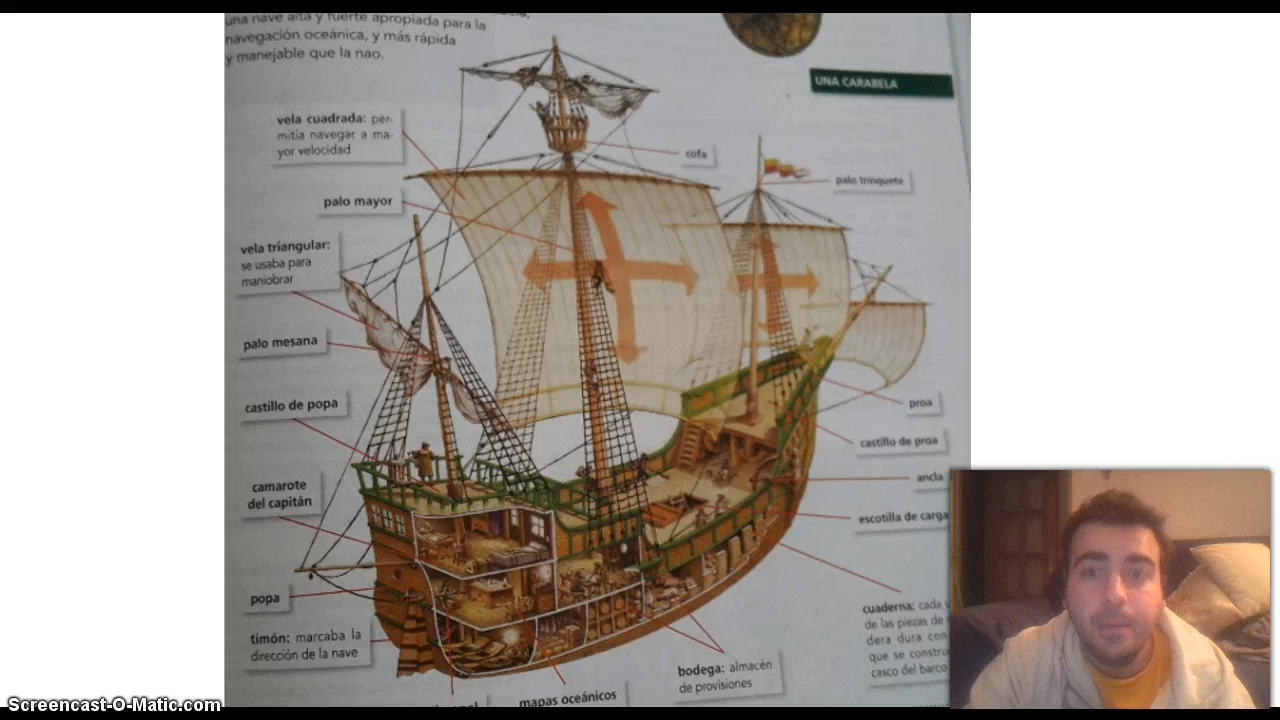 una nave alta y fuerte apropiada para la
navegación oceánica, y más rápida
y manejable que la nao.
UNA CARABELA
vela cuadrada: per-
mitía navegar a ma-
yor velocidad
cofa
palo trinquete
palo mayor
vela triangular:
se usaba para
maniobrar
palo mesana
castillo de popa
proa
castillo de proa
camarote
del capitán
ancla
escotilla de carga
popa
timón: marcaba la
dirección de la nave
cuaderna: cada
de las piezas de
dera dura con
que se constru
casco del barco
bodega: almacén
de provisiones
mapas oceánicos
Screencast-O-Matic.com